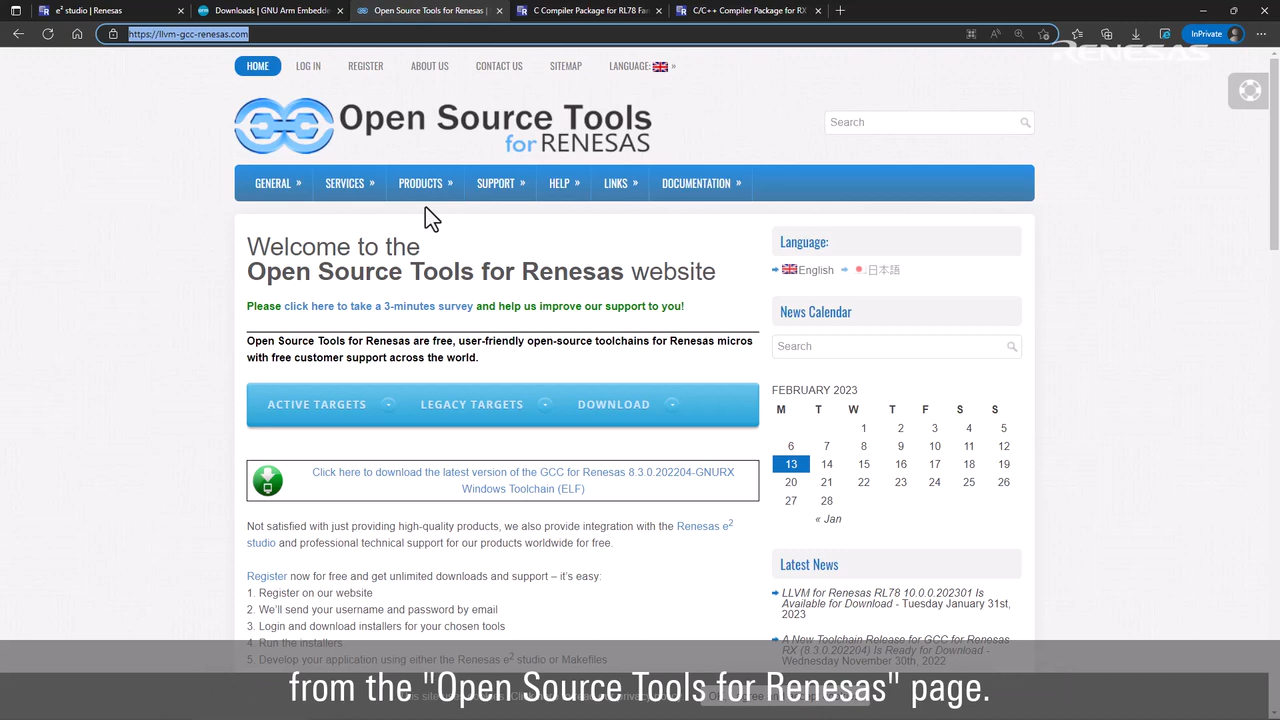 e² studio | Renesas
Downloads | GNU Arm Embedded
Open Source Tools for Renesas
C Compiler Package for RL78 Fam
C/C++ Compiler Package for RX
https://llvm-gcc-renesas.com
InPrivate
RENESAS
HOME
LOG IN
REGISTER
ABOUT US
CONTACT US
SITEMAP
LANGUAGE: »
Open Source Tools
for RENESAS
Search
GENERAL »
SERVICES »
PRODUCTS »
SUPPORT »
HELP »
LINKS »
DOCUMENTATION »
Welcome to the
Open Source Tools for Renesas website
Please click here to take a 3-minutes survey and help us improve our support to you!
Open Source Tools for Renesas are free, user-friendly open-source toolchains for Renesas micros
with free customer support across the world.
ACTIVE TARGETS
LEGACY TARGETS
DOWNLOAD
Click here to download the latest version of the GCC for Renesas 8.3.0.202204-GNURX
Windows Toolchain (ELF)
Not satisfied with just providing high-quality products, we also provide integration with the Renesas e²
studio and professional technical support for our products worldwide for free.
Register now for free and get unlimited downloads and support – it's easy:
1. Register on our website
2. We'll send your username and password by email
3. Login and download installers for your chosen tools
4. Run the installers
5. Develop your application using either the Renesas e² studio or Makefiles
Language:
English 日本語
News Calendar
Search
FEBRUARY 2023
M T W T F S S
1 2 3 4 5
6 7 8 9 10 11 12
13 14 15 16 17 18 19
20 21 22 23 24 25 26
27 28
« Jan
Latest News
LLVM for Renesas RL78 10.0.0.202301 Is
Available for Download - Tuesday January 31st,
2023
A New Toolchain Release for GCC for Renesas
RX (8.3.0.202204) Is Ready for Download -
Wednesday November 30th, 2022
from the "Open Source Tools for Renesas" page.